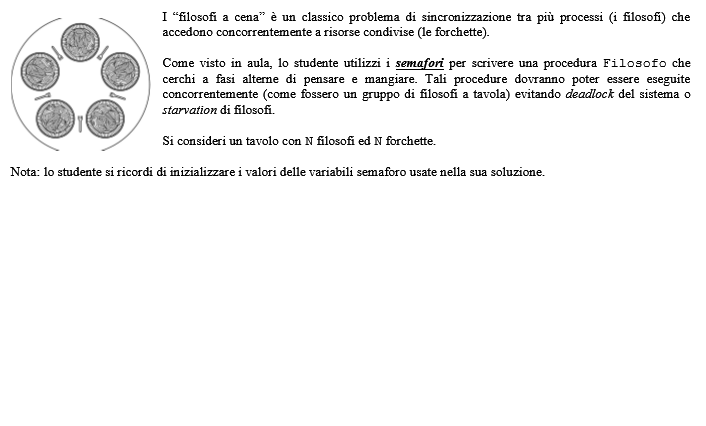 I “filosofi a cena” è un classico problema di sincronizzazione tra più processi (i filosofi) che
accedono concorrentemente a risorse condivise (le forchette).
Come visto in aula, lo studente utilizzi i semafori per scrivere una procedura Filosofo che
cerchi a fasi alterne di pensare e mangiare. Tali procedure dovranno poter essere eseguite
concorrentemente (come fossero un gruppo di filosofi a tavola) evitando deadlock del sistema o
starvation di filosofi.
Si consideri un tavolo con N filosofi ed N forchette.
Nota: lo studente si ricordi di inizializzare i valori delle variabili semaforo usate nella sua soluzione.